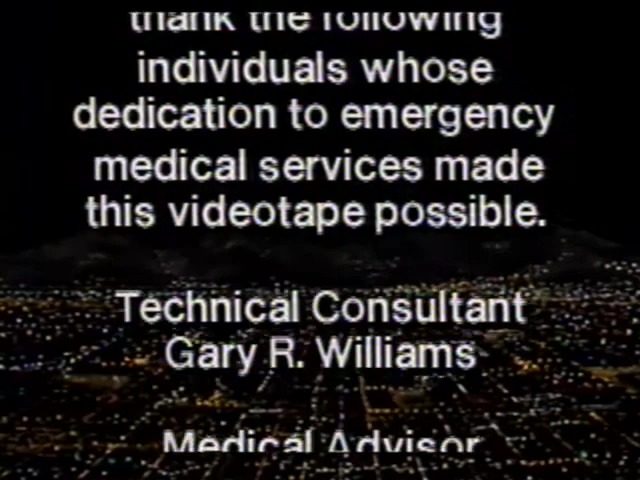 thank the following
individuals whose
dedication to emergency
medical services made
this videotape possible.
Technical Consultant
Gary R. Williams
Medical Advisor